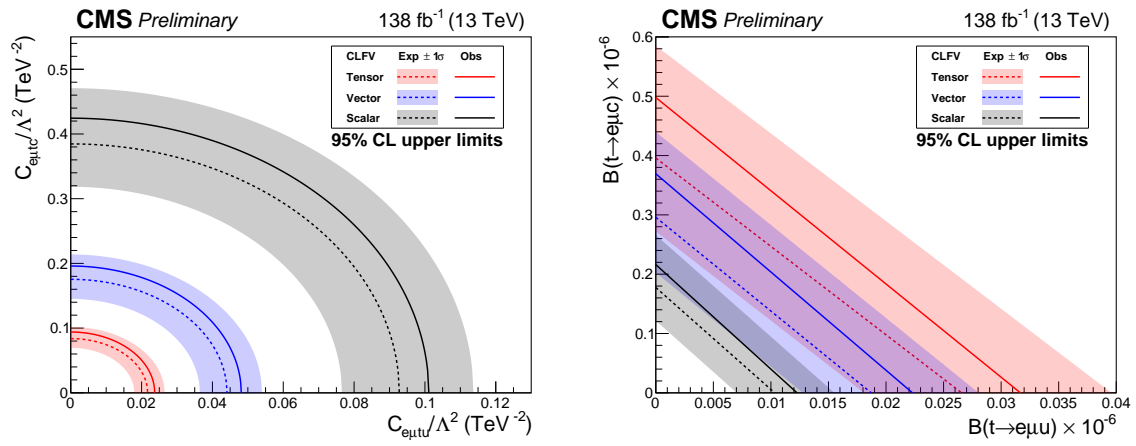 CMS Preliminary 138 fb⁻¹ (13 TeV)
CLFV Exp ± 1σ Obs
Tensor
Vector
Scalar
95% CL upper limits
C_eμtc/Λ² (TeV⁻²)
0.5
0.4
0.3
0.2
0.1
0
0 0.02 0.04 0.06 0.08 0.1 0.12
C_eμtu/Λ² (TeV⁻²)
CMS Preliminary 138 fb⁻¹ (13 TeV)
CLFV Exp ± 1σ Obs
Tensor
Vector
Scalar
95% CL upper limits
B(t→eμc) × 10⁻⁶
0.6
0.5
0.4
0.3
0.2
0.1
0
0 0.005 0.01 0.015 0.02 0.025 0.03 0.035 0.04
B(t→eμu) × 10⁻⁶